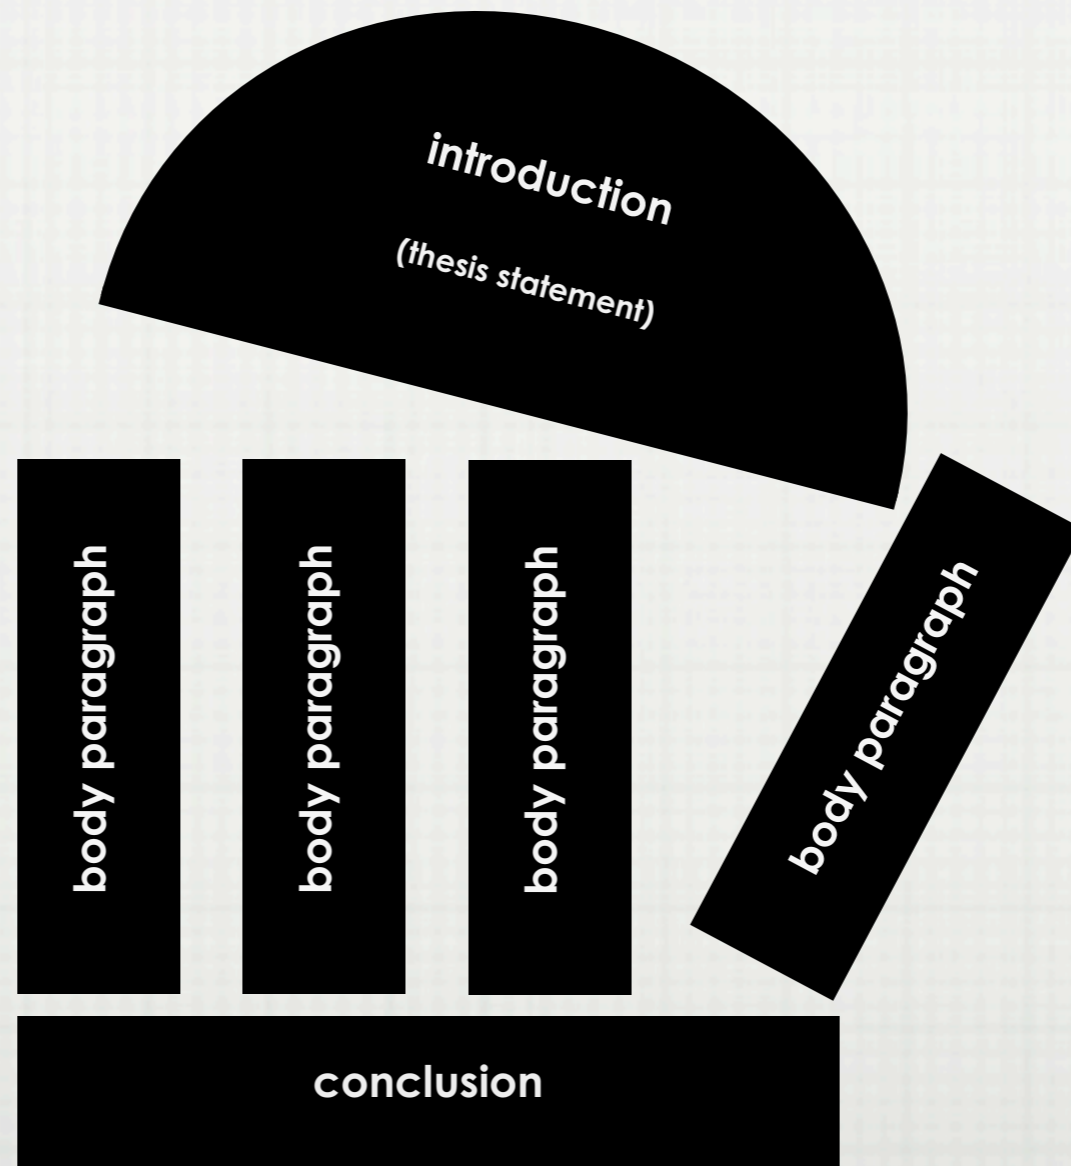 introduction
(thesis statement)
body paragraph
body paragraph
body paragraph
body paragraph
conclusion